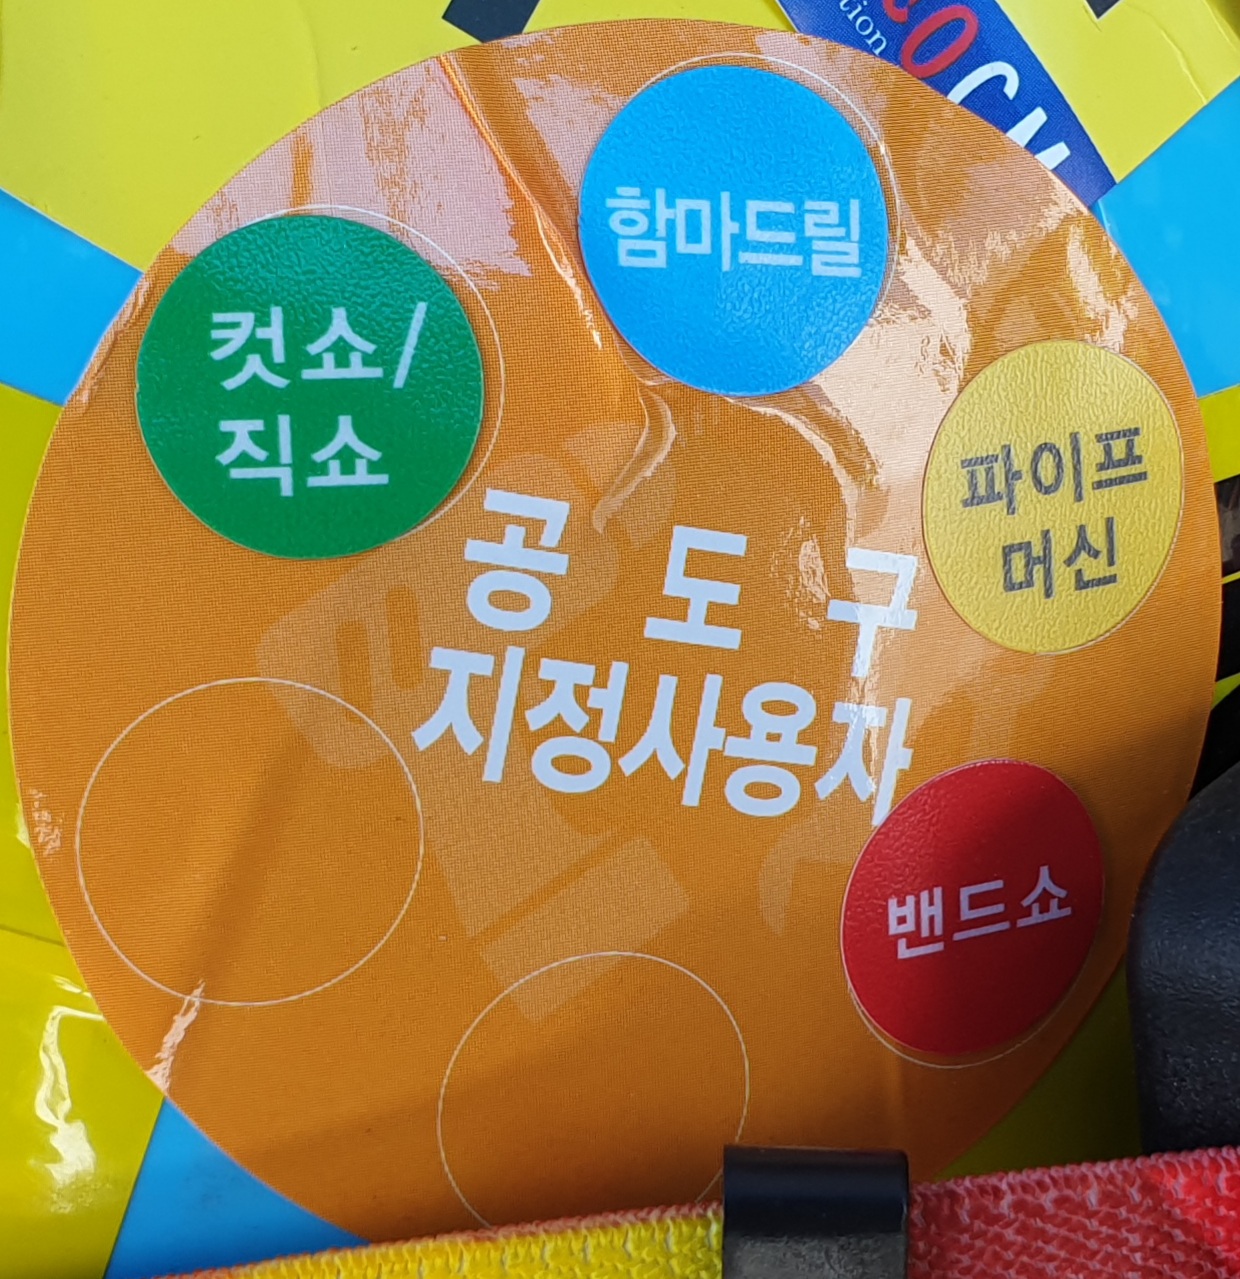 tion
함마드릴
컷쇼/
직쇼
파이프
머신
공 도 구
지정사용자
밴드쇼